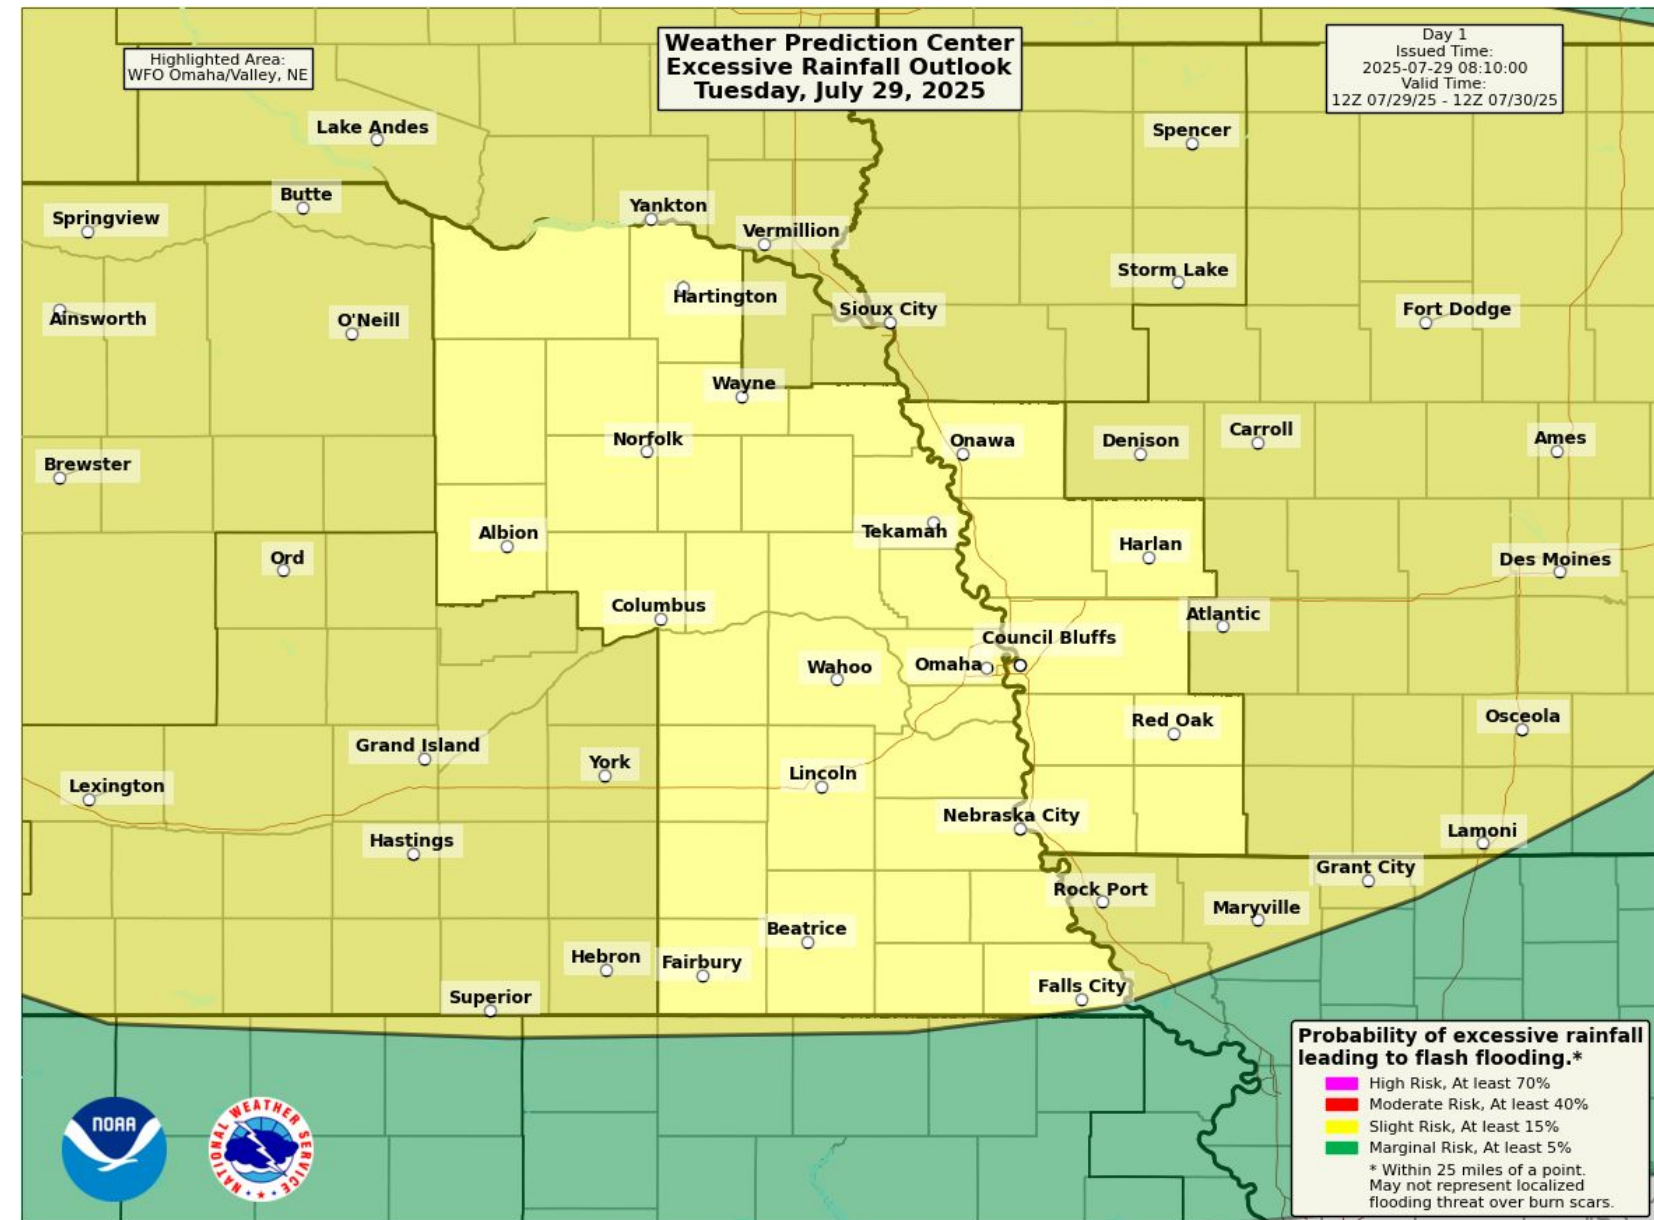 Highlighted Area:
WFO Omaha/Valley, NE
Weather Prediction Center
Excessive Rainfall Outlook
Tuesday, July 29, 2025
Day 1
Issued Time:
2025-07-29 08:10:00
Valid Time:
12Z 07/29/25 - 12Z 07/30/25
Lake Andes
Spencer
Butte
Springview
Yankton
Vermillion
Storm Lake
Hartington
Ainsworth
O'Neill
Sioux City
Fort Dodge
Wayne
Norfolk
Onawa
Denison
Carroll
Ames
Brewster
Albion
Tekamah
Harlan
Ord
Des Moines
Columbus
Atlantic
Council Bluffs
Wahoo
Omaha
Red Oak
Osceola
Grand Island
York
Lincoln
Lexington
Nebraska City
Hastings
Lamoni
Grant City
Rock Port
Maryville
Beatrice
Hebron
Fairbury
Falls City
Superior
Probability of excessive rainfall
leading to flash flooding.*
High Risk, At least 70%
Moderate Risk, At least 40%
Slight Risk, At least 15%
Marginal Risk, At least 5%
* Within 25 miles of a point.
May not represent localized
flooding threat over burn scars.
NOAA
NATIONAL WEATHER SERVICE